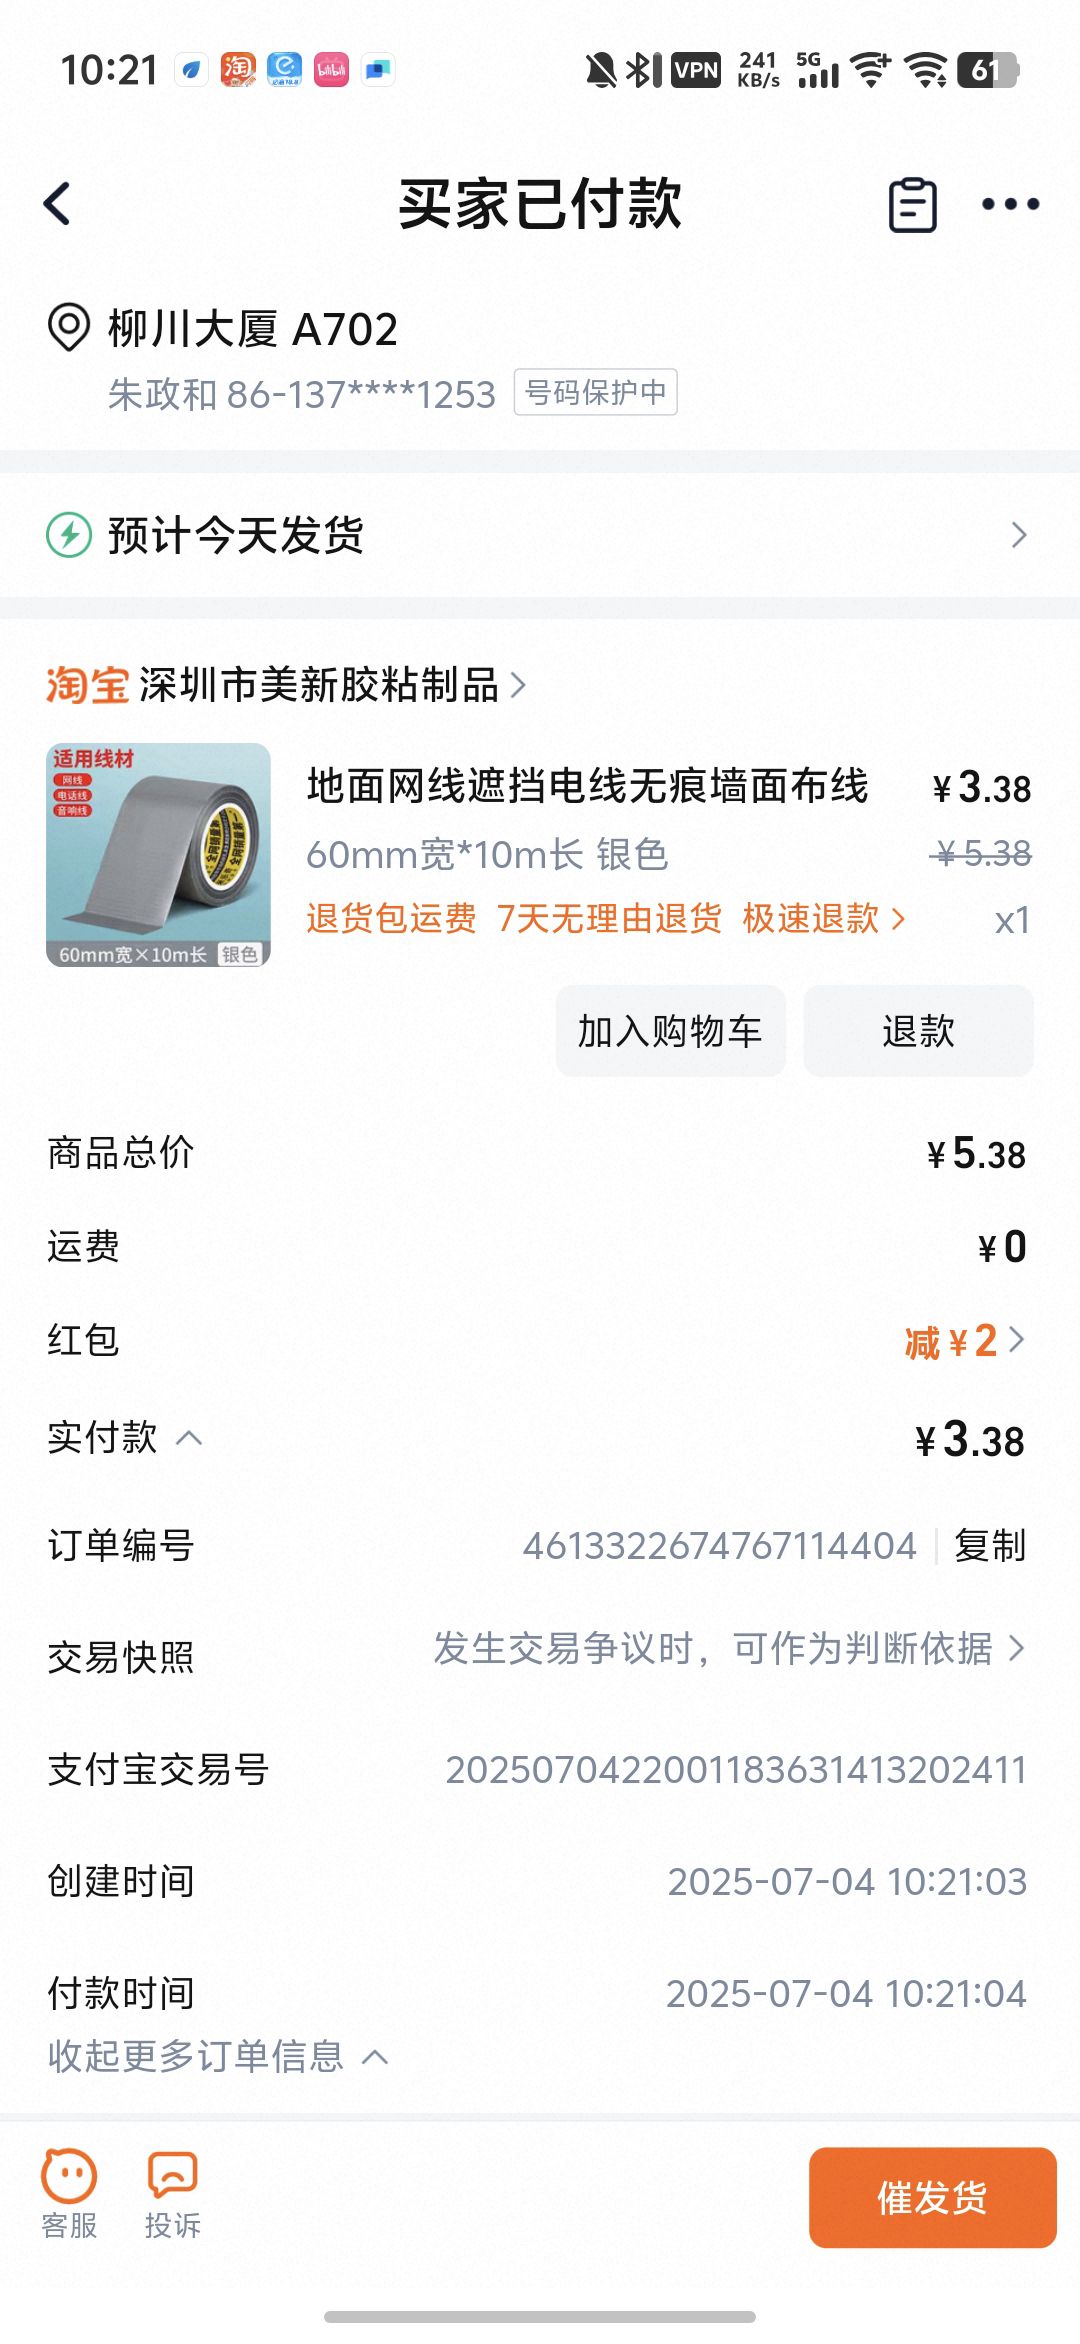 10:21
VPN 241 KB/s 5G 61
买家已付款
柳川大厦 A702
朱政和 86-137****1253 号码保护中
预计今天发货
淘宝 深圳市美新胶粘制品
适用线材
网线
电话线
音响线
60mm宽×10m长 银色
地面网线遮挡电线无痕墙面布线 ¥3.38
60mm宽*10m长 银色 ¥5.38
退货包运费 7天无理由退货 极速退款 x1
加入购物车 退款
商品总价 ¥5.38
运费 ¥0
红包 减¥2
实付款 ¥3.38
订单编号 4613322674767114404 复制
交易快照 发生交易争议时，可作为判断依据
支付宝交易号 2025070422001183631413202411
创建时间 2025-07-04 10:21:03
付款时间 2025-07-04 10:21:04
收起更多订单信息
客服 投诉 催发货